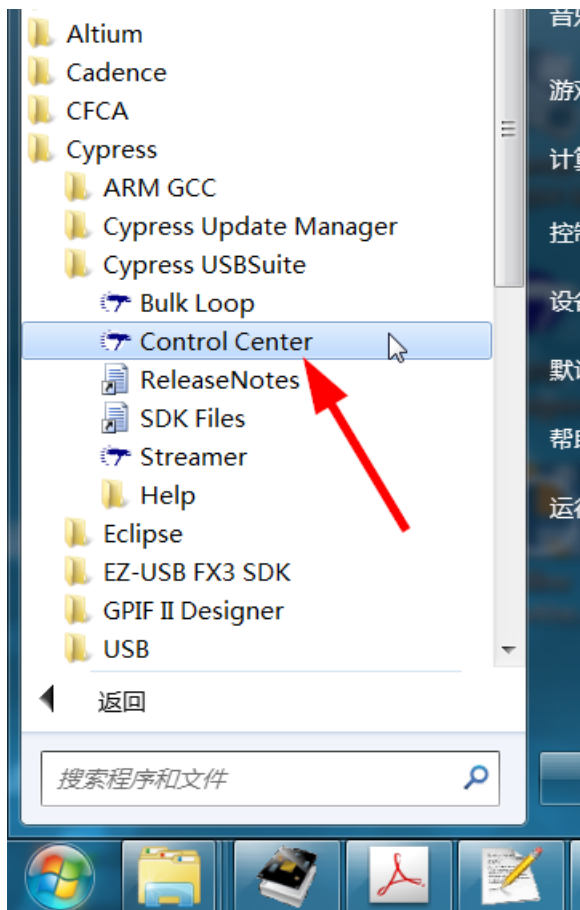 Altium
Cadence
CFCA
Cypress
ARM GCC
Cypress Update Manager
Cypress USBSuite
Bulk Loop
Control Center
ReleaseNotes
SDK Files
Streamer
Help
Eclipse
EZ-USB FX3 SDK
GPIF II Designer
USB
返回
搜索程序和文件
音
游
计
控
设
默
帮
运